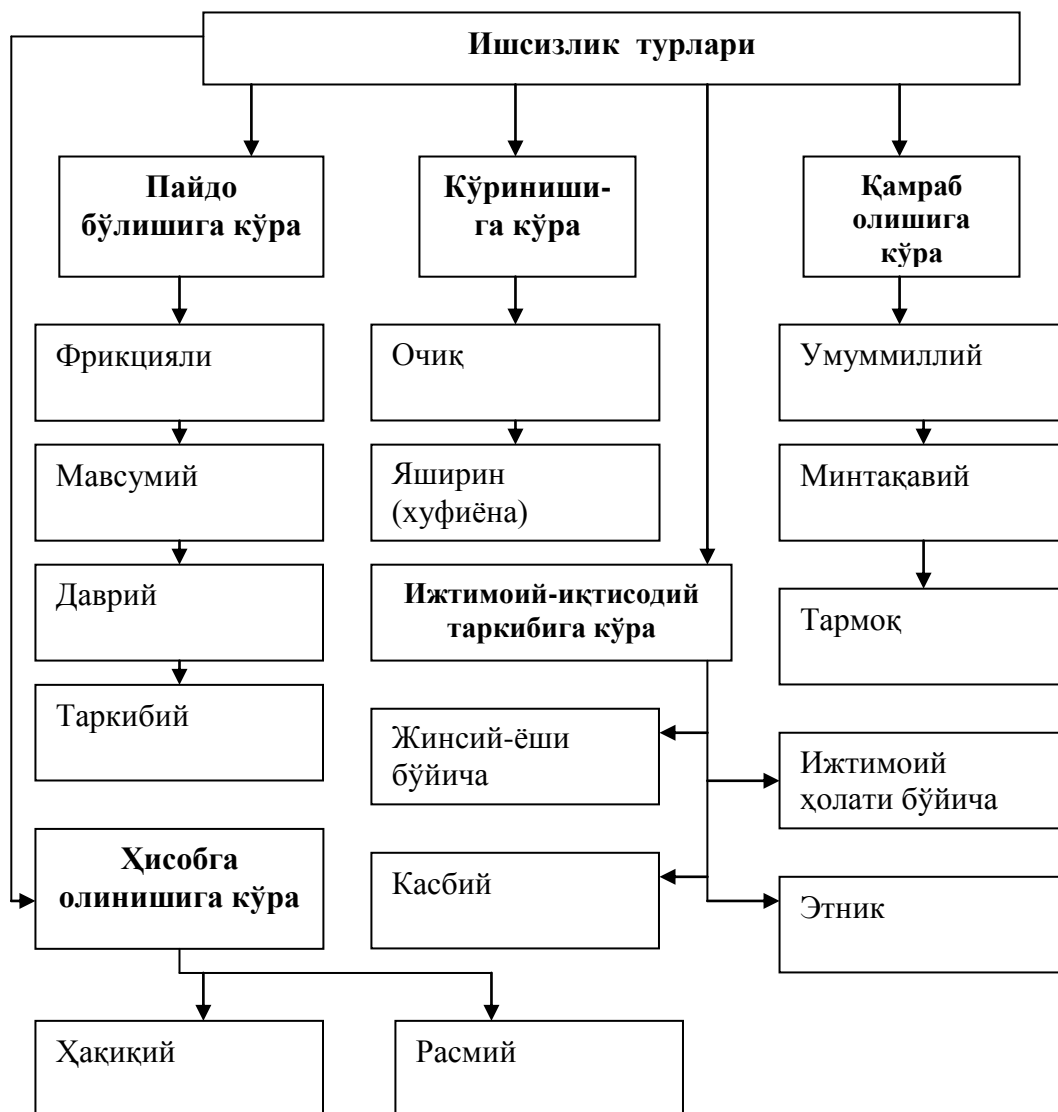 Ишсизлик турлари
Пайдо
бўлишига кўра
Кўриниши-
га кўра
Қамраб
олишига
кўра
Фрикцияли
Очиқ
Умуммиллий
Мавсумий
Яширин
(хуфиёна)
Минтақавий
Даврий
Ижтимоий-иқтисодий
таркибига кўра
Тармоқ
Таркибий
Жинсий-ёши
бўйича
Ижтимоий
ҳолати бўйича
Ҳисобга
олинишига кўра
Касбий
Этник
Ҳақиқий
Расмий